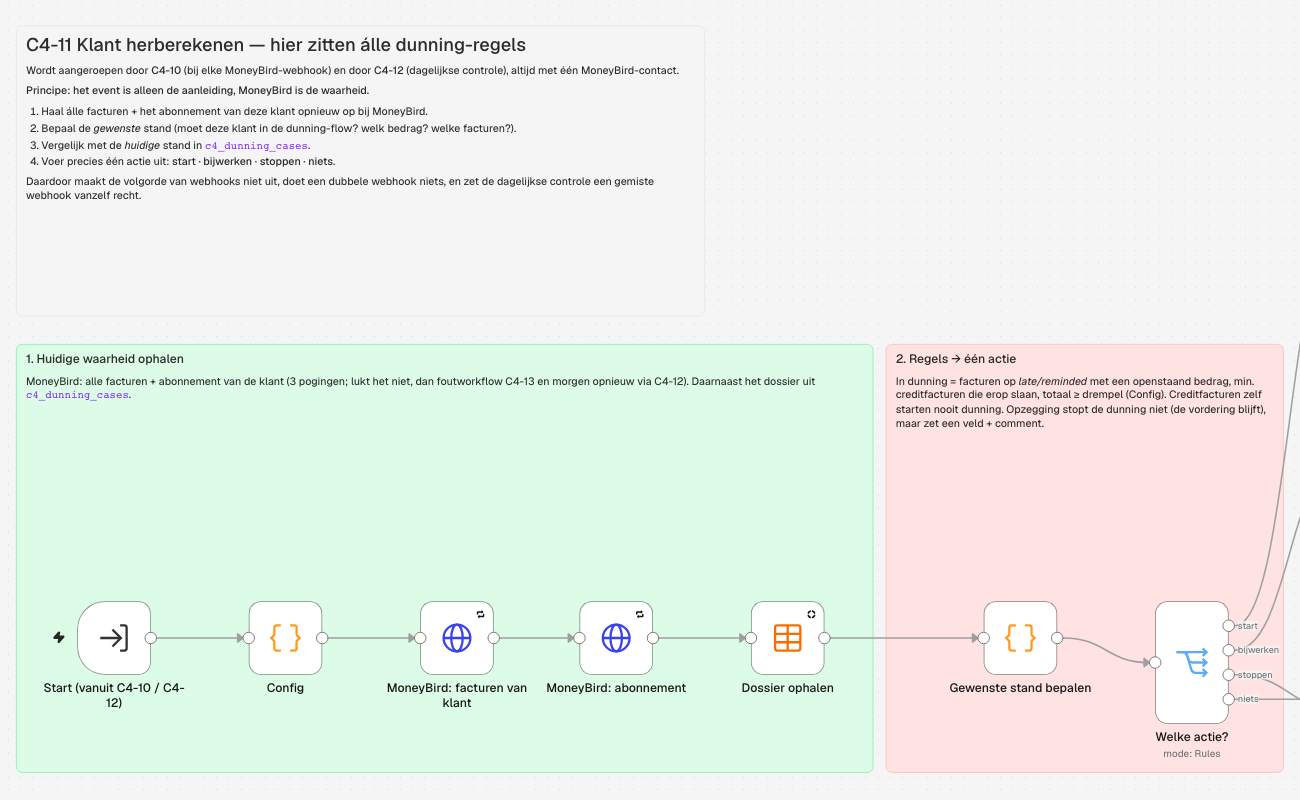 C4-11 Klant herberekenen — hier zitten álle dunning-regels
Wordt aangeroepen door C4-10 (bij elke MoneyBird-webhook) en door C4-12 (dagelijkse controle), altijd met één MoneyBird-contact.
Principe: het event is alleen de aanleiding, MoneyBird is de waarheid.
1. Haal álle facturen + het abonnement van deze klant opnieuw op bij MoneyBird.
2. Bepaal de gewenste stand (moet deze klant in de dunning-flow? welk bedrag? welke facturen?).
3. Vergelijk met de huidige stand in c4_dunning_cases.
4. Voer precies één actie uit: start · bijwerken · stoppen · niets.
Daardoor maakt de volgorde van webhooks niet uit, doet een dubbele webhook niets, en zet de dagelijkse controle een gemiste
webhook vanzelf recht.
1. Huidige waarheid ophalen
MoneyBird: alle facturen + abonnement van de klant (3 pogingen; lukt het niet, dan foutworkflow C4-13 en morgen opnieuw via C4-12). Daarnaast het dossier uit
c4_dunning_cases.
2. Regels → één actie
In dunning = facturen op late/reminded met een openstaand bedrag, min.
creditfacturen die erop slaan, totaal ≥ drempel (Config). Creditfacturen zelf
starten nooit dunning. Opzegging stopt de dunning niet (de vordering blijft),
maar zet een veld + comment.
Start (vanuit C4-10 / C4-
12)
Config
MoneyBird: facturen van
klant
MoneyBird: abonnement
Dossier ophalen
Gewenste stand bepalen
start
bijwerken
stoppen
niets
Welke actie?
mode: Rules